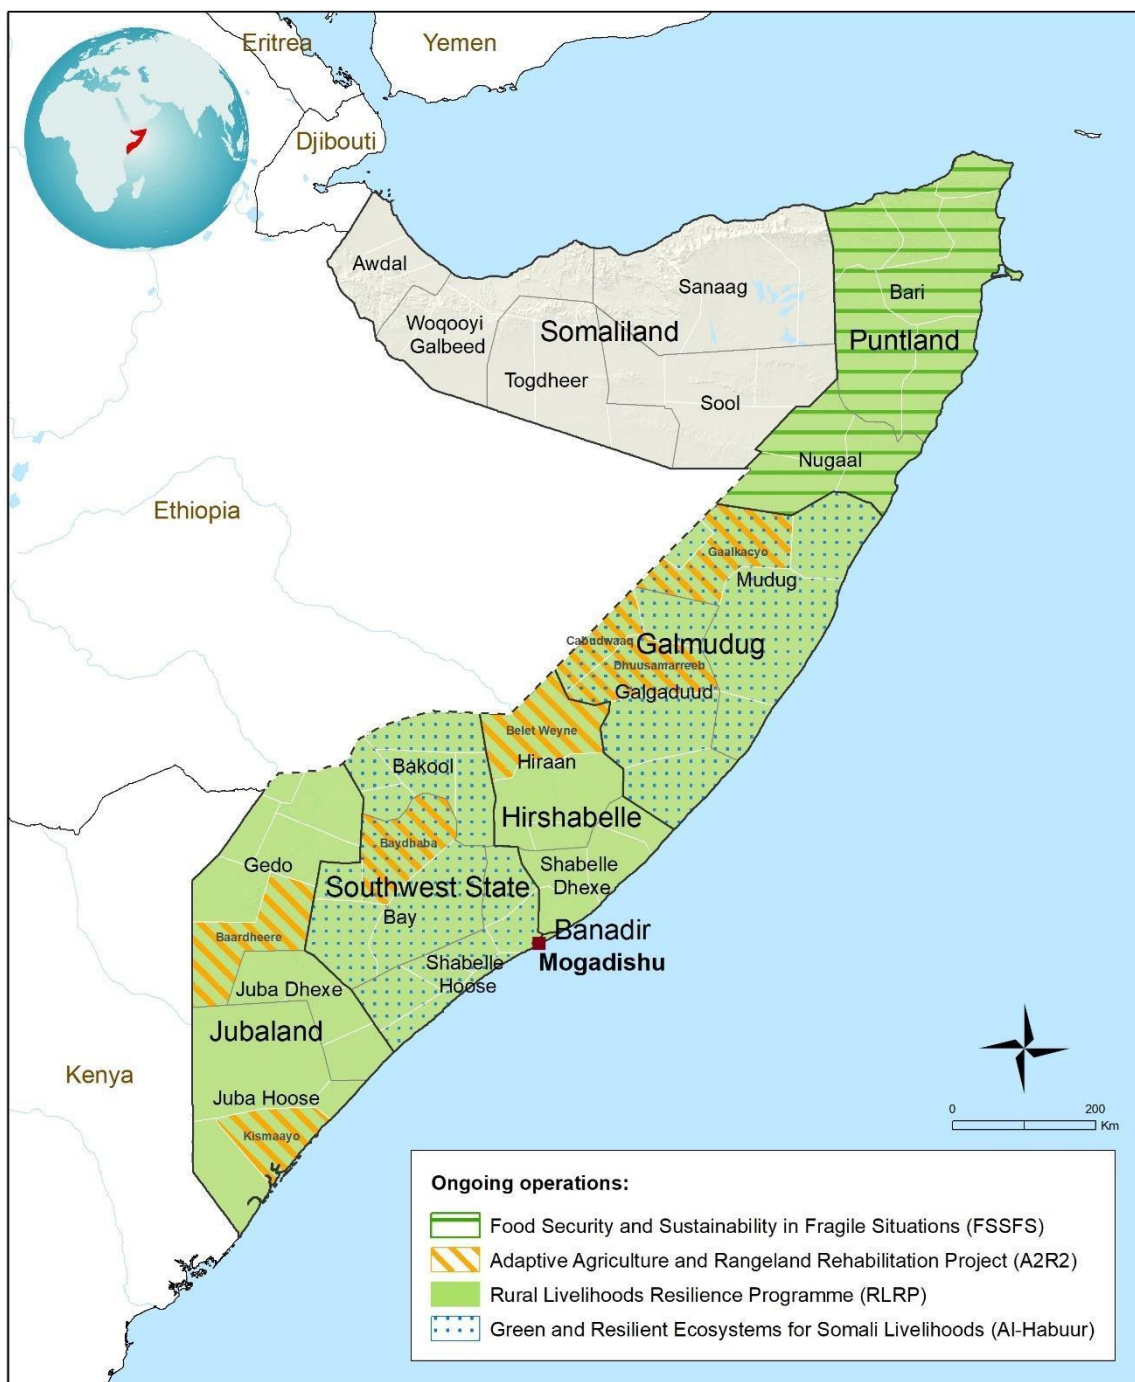 Eritrea
Yemen
Djibouti
Awdal
Sanaag
Bari
Woqooyi
Galbeed
Somaliland
Puntland
Togdheer
Sool
Nugaal
Ethiopia
Gaalkacyo
Mudug
Cabudwaaq
Galmudug
Dhuusamarreeb
Galgaduud
Belet Weyne
Hiraan
Bakool
Hirshabelle
Baydhaba
Gedo
Shabelle
Dhexe
Southwest State
Bay
Banadir
Mogadishu
Baardheere
Shabelle
Hoose
Juba Dhexe
Jubaland
Kenya
Juba Hoose
Kismaayo
0 200
Km
Ongoing operations:
Food Security and Sustainability in Fragile Situations (FSSFS)
Adaptive Agriculture and Rangeland Rehabilitation Project (A2R2)
Rural Livelihoods Resilience Programme (RLRP)
Green and Resilient Ecosystems for Somali Livelihoods (Al-Habuur)